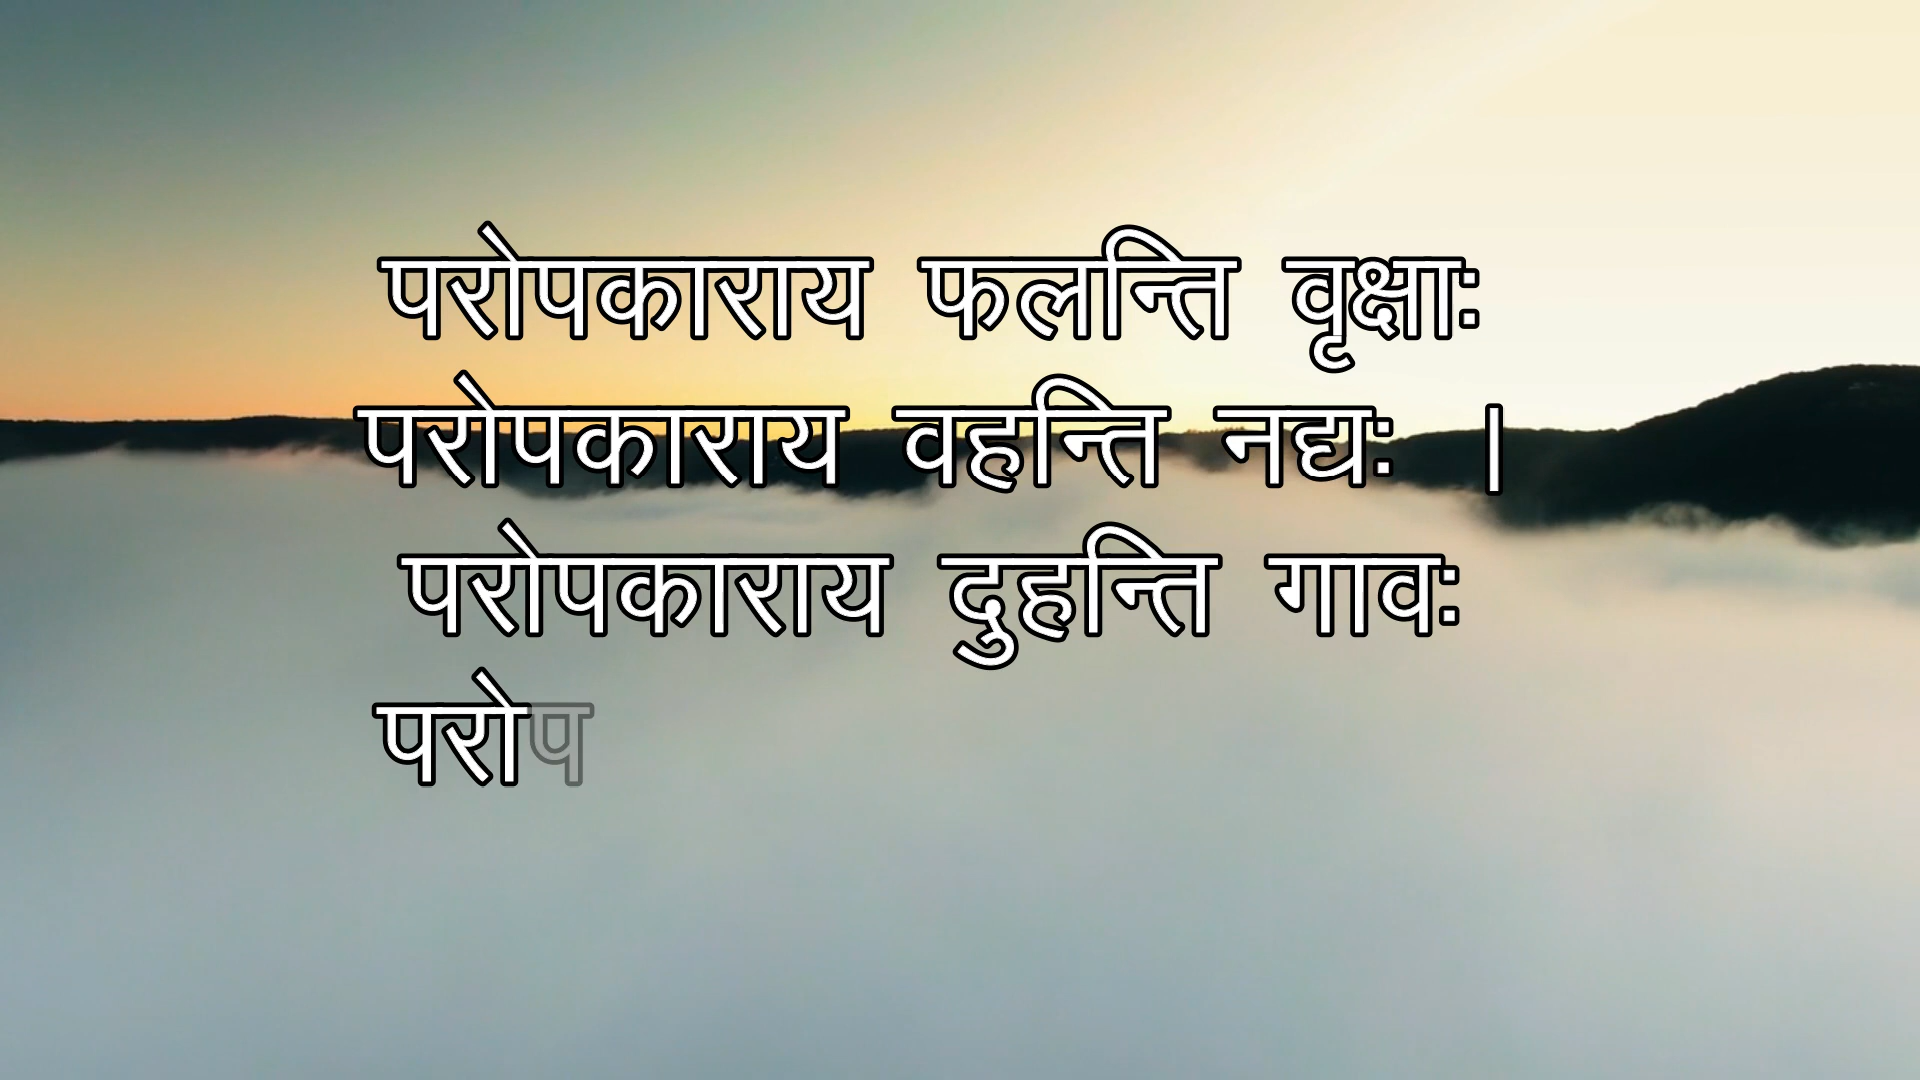 परोपकाराय फलन्ति वृक्षाः
परोपकाराय वहन्ति नद्यः ।
परोपकाराय दुहन्ति गावः
परोप